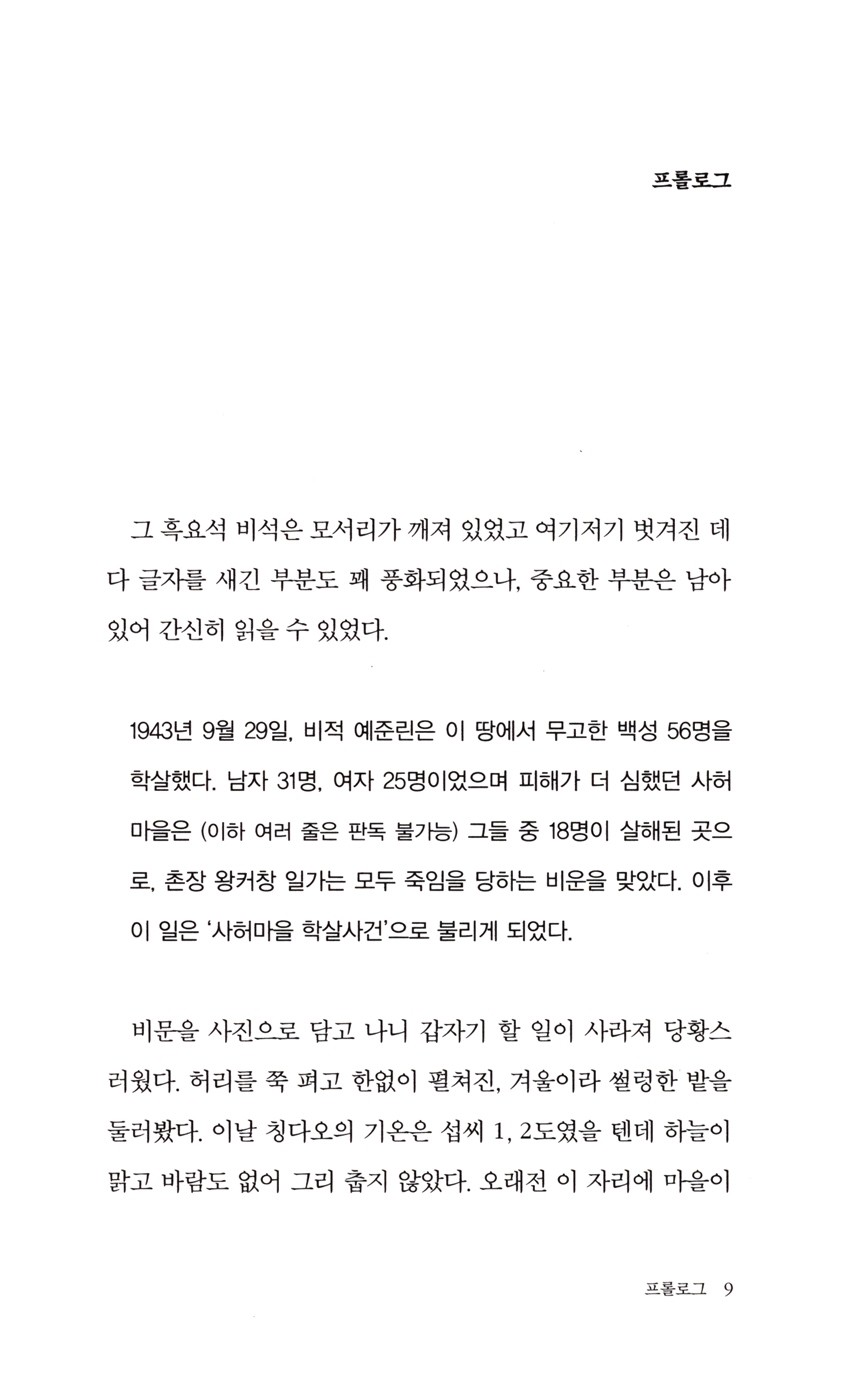 프롤로그
그 흑요석 비석은 모서리가 깨져 있었고 여기저기 벗겨진 데
다 글자를 새긴 부분도 꽤 풍화되었으나, 중요한 부분은 남아
있어 간신히 읽을 수 있었다.
1943년 9월 29일, 비적 예준린은 이 땅에서 무고한 백성 56명을
학살했다. 남자 31명, 여자 25명이었으며 피해가 더 심했던 사허
마을은 (이하 여러 줄은 판독 불가능) 그들 중 18명이 살해된 곳으
로, 촌장 왕커창 일가는 모두 죽임을 당하는 비운을 맞았다. 이후
이 일은 ‘사허마을 학살사건’으로 불리게 되었다.
비문을 사진으로 담고 나니 갑자기 할 일이 사라져 당황스
러웠다. 허리를 쭉 펴고 한없이 펼쳐진, 겨울이라 썰렁한 밭을
둘러봤다. 이날 칭다오의 기온은 섭씨 1, 2도였을 텐데 하늘이
맑고 바람도 없어 그리 춥지 않았다. 오래전 이 자리에 마을이
프롤로그 9